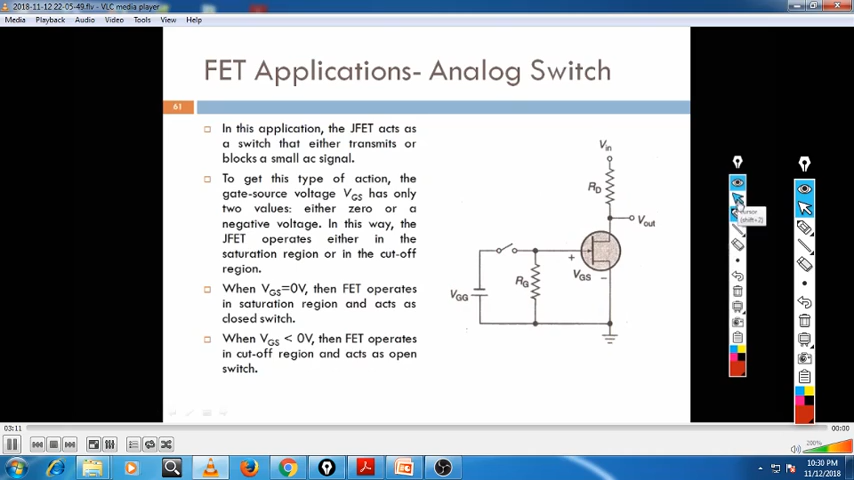 2018-11-12 22-05-49.flv - VLC media player
Media Playback Audio Video Tools View Help
FET Applications- Analog Switch
61
In this application, the JFET acts as
a switch that either transmits or
blocks a small ac signal.
To get this type of action, the
gate-source voltage VGS has only
two values: either zero or a
negative voltage. In this way, the
JFET operates either in the
saturation region or in the cut-off
region.
When VGS=0V, then FET operates
in saturation region and acts as
closed switch.
When VGS < 0V, then FET operates
in cut-off region and acts as open
switch.
Vin
RD
Vout
+
VGS
−
RG
VGG
(shift+2)
03:11
00:00
200%
10:30 PM
11/12/2018